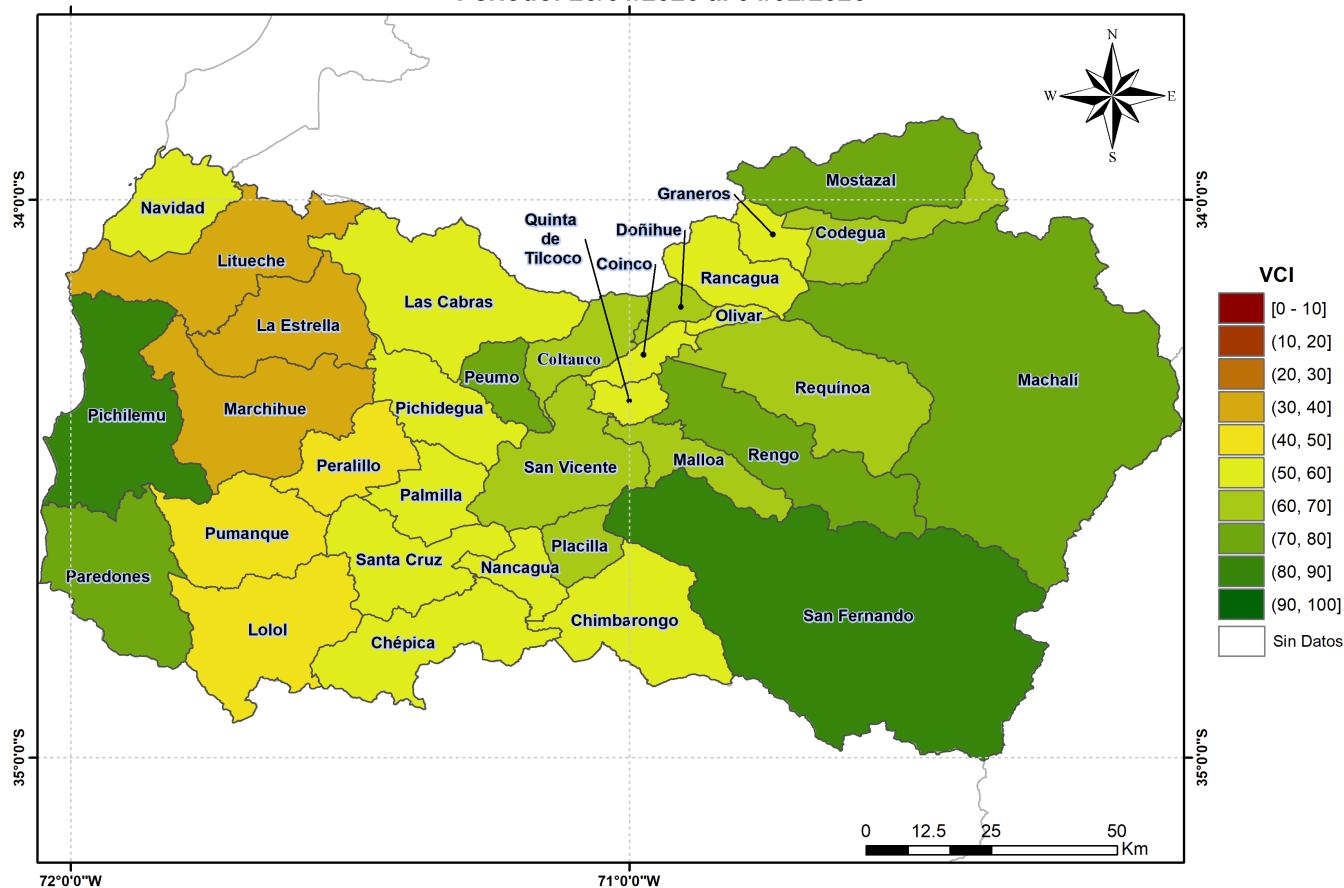 N
W
E
S
34°0'0"S
34°0'0"S
35°0'0"S
35°0'0"S
72°0'0"W
71°0'0"W
Navidad
Litueche
La Estrella
Las Cabras
Marchihue
Pichilemu
Paredones
Pichidegua
Peralillo
Palmilla
Pumanque
Lolol
Santa Cruz
Chépica
Nancagua
Placilla
Chimbarongo
San Vicente
Peumo
Coltauco
Quinta
de
Tilcoco
Coinco
Doñihue
Graneros
Rancagua
Olivar
Mostazal
Codegua
Requínoa
Machalí
Rengo
Malloa
San Fernando
VCI
[0 - 10]
(10, 20]
(20, 30]
(30, 40]
(40, 50]
(50, 60]
(60, 70]
(70, 80]
(80, 90]
(90, 100]
Sin Datos
0 12.5 25 50
Km